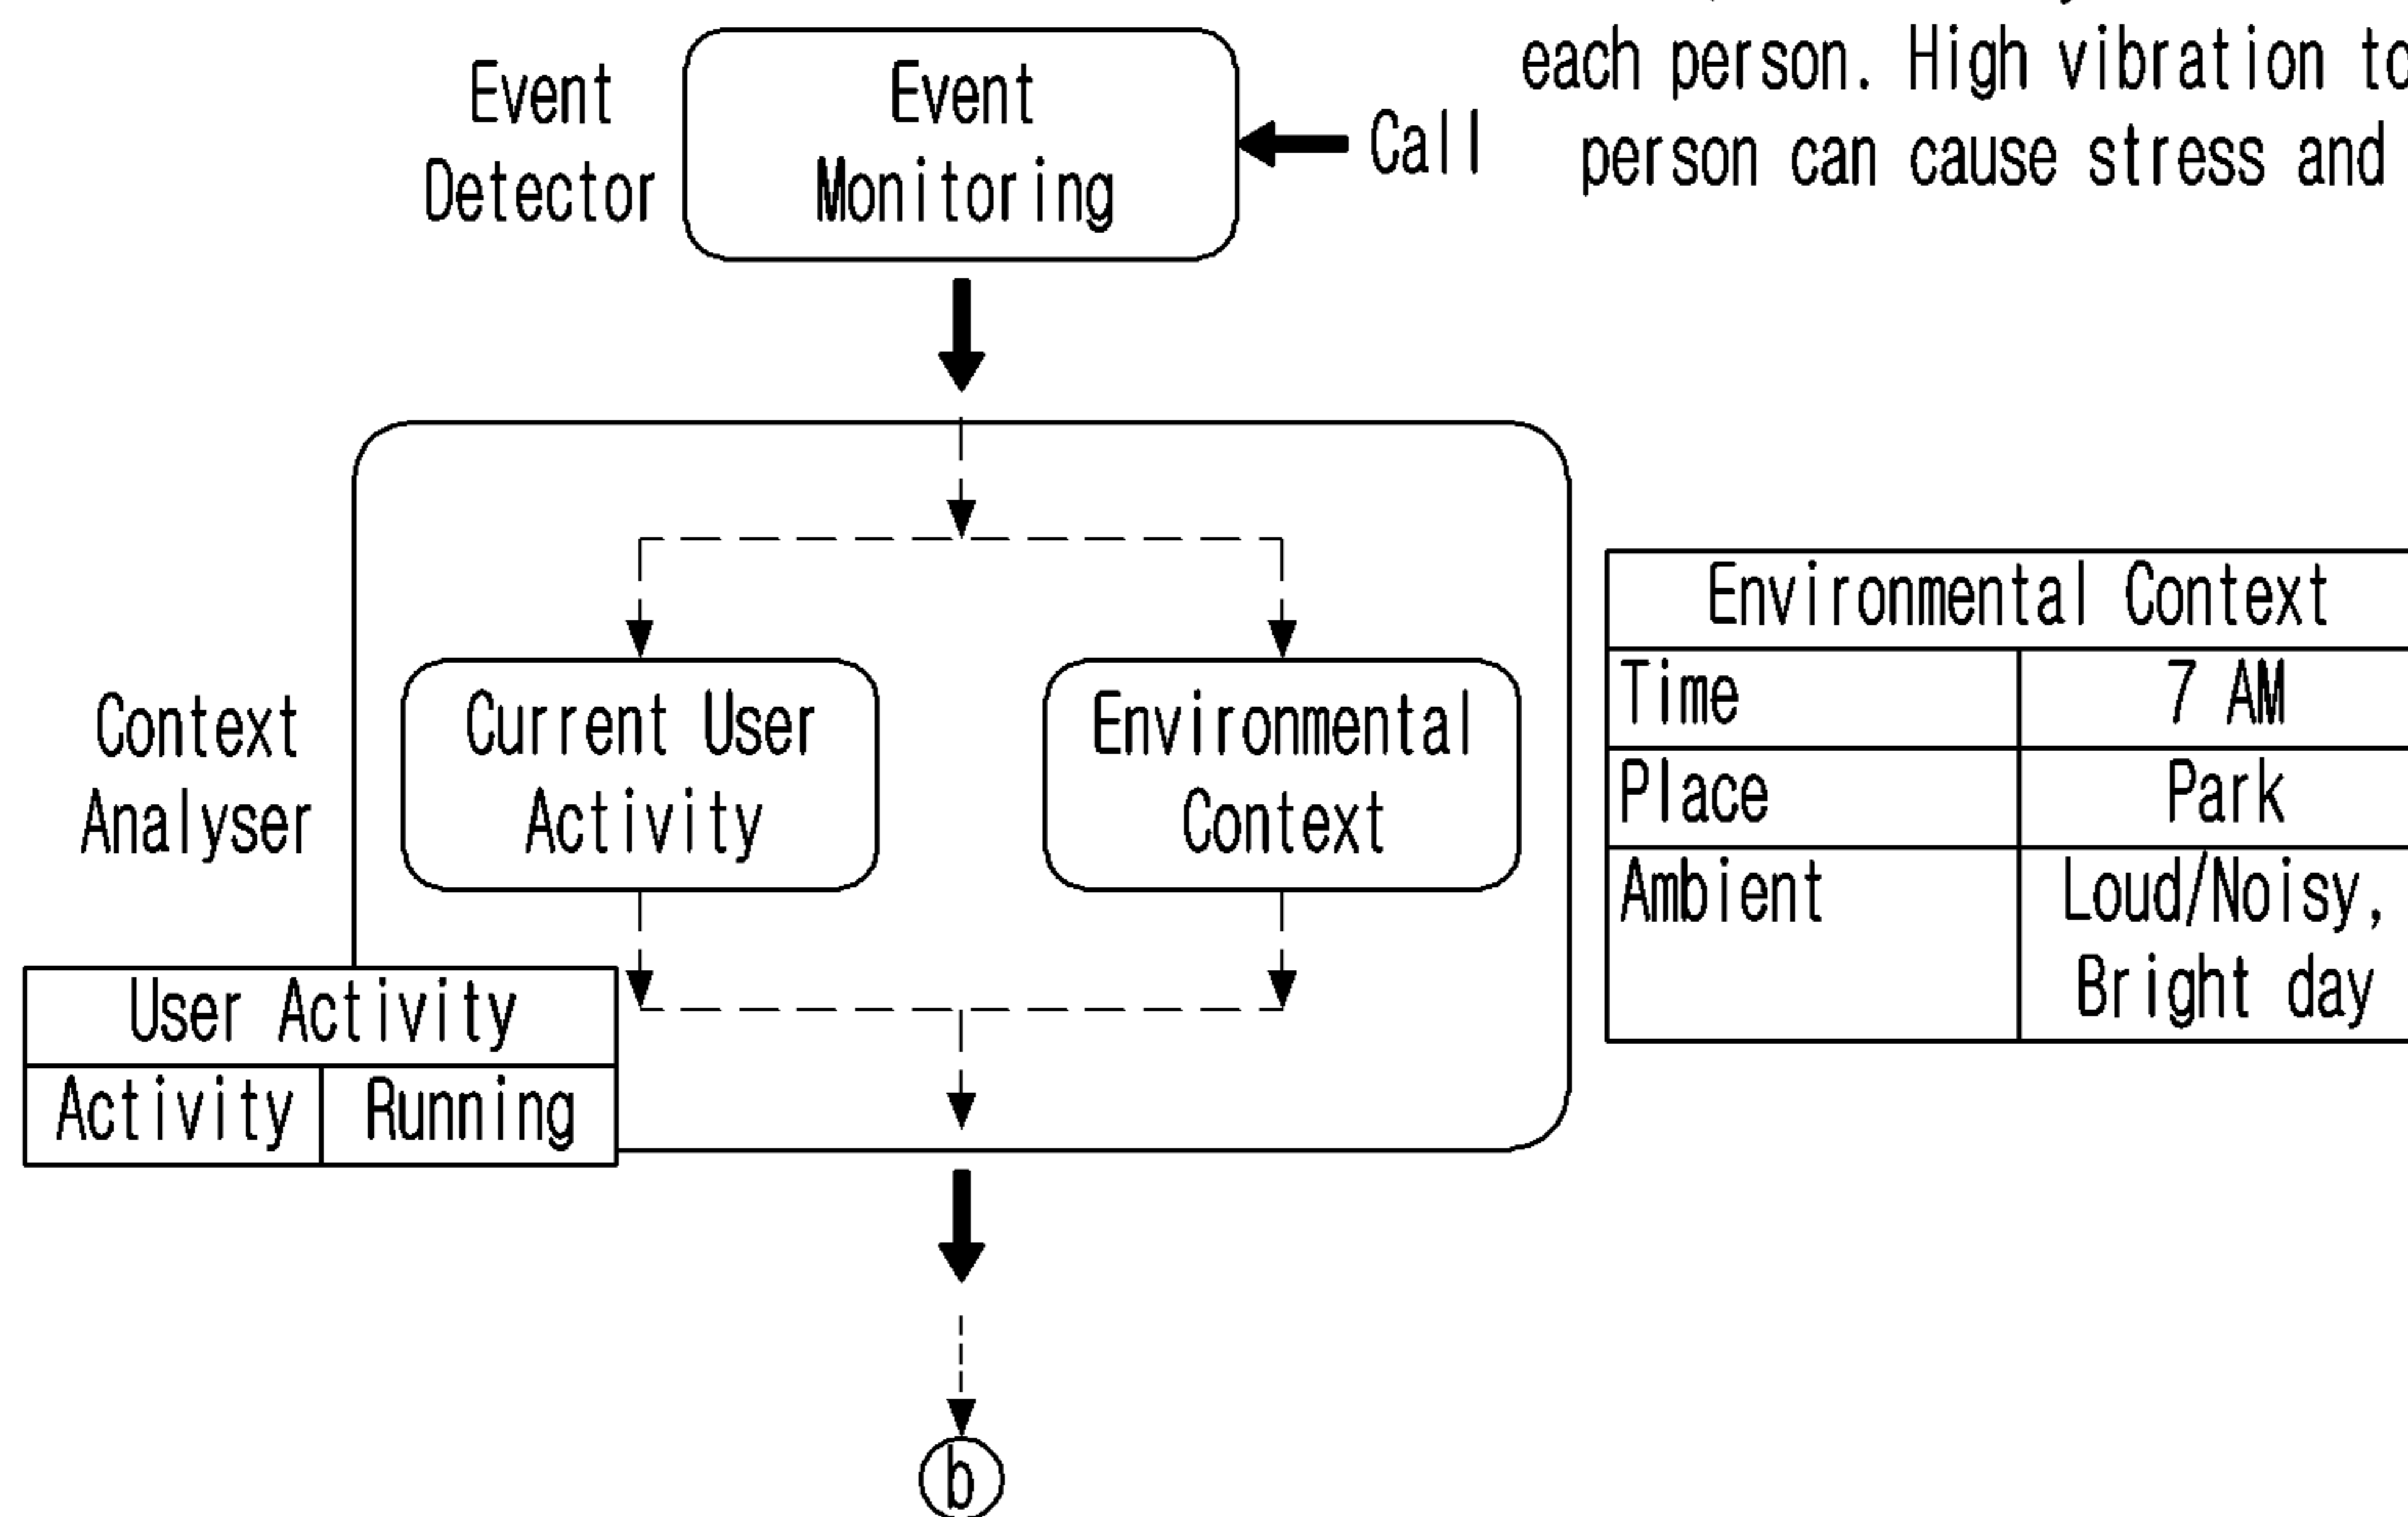 each person. High vibration to
person can cause stress and
Event
Detector
Event
Monitoring
Call
Context
Analyser
Current User
Activity
Environmental
Context
Environmental Context
Time 7 AM
Place Park
Ambient Loud/Noisy,
Bright day
User Activity
Activity Running
b